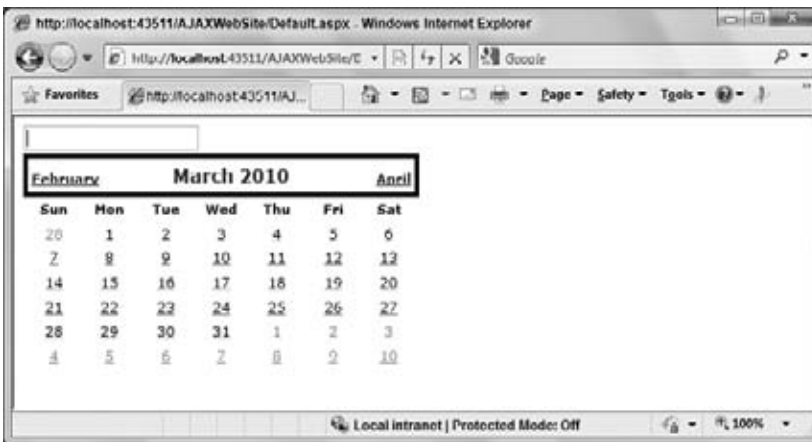 http://localhost:43511/AJAXWebSite/Default.aspx - Windows Internet Explorer
http://localhost:43511/AJAXWebSite/D Google
Favorites http://localhost:43511/AJ... Page Safety Tools
February March 2010 April
Sun Mon Tue Wed Thu Fri Sat
28 1 2 3 4 5 6
7 8 9 10 11 12 13
14 15 16 17 18 19 20
21 22 23 24 25 26 27
28 29 30 31 1 2 3
4 5 6 7 8 9 10
Local intranet | Protected Mode: Off 100%